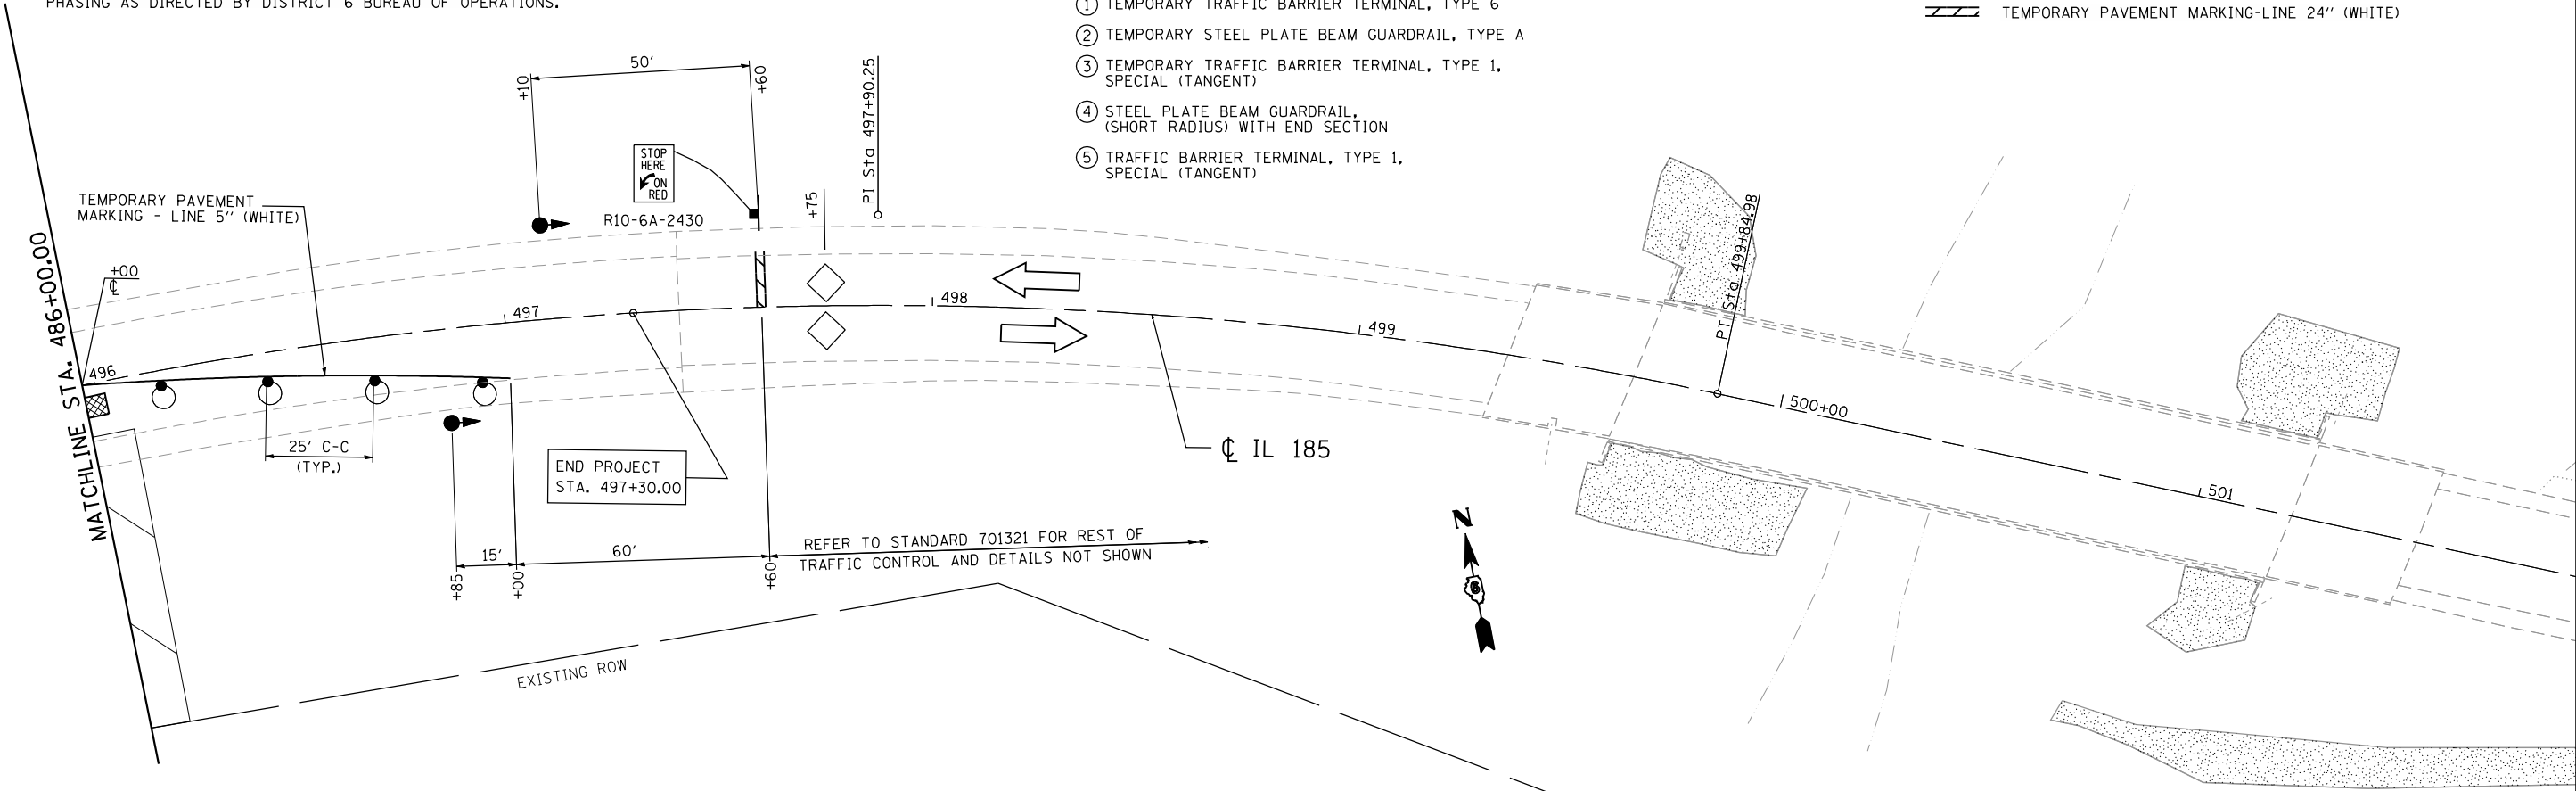 PHASING AS DIRECTED BY DISTRICT 6 BUREAU OF OPERATIONS.
1 TEMPORARY TRAFFIC BARRIER TERMINAL, TYPE 6
2 TEMPORARY STEEL PLATE BEAM GUARDRAIL, TYPE A
3 TEMPORARY TRAFFIC BARRIER TERMINAL, TYPE 1,
SPECIAL (TANGENT)
4 STEEL PLATE BEAM GUARDRAIL,
(SHORT RADIUS) WITH END SECTION
5 TRAFFIC BARRIER TERMINAL, TYPE 1,
SPECIAL (TANGENT)
TEMPORARY PAVEMENT MARKING-LINE 24" (WHITE)
50'
+10
+60
PI Sta 497+90.25
STOP
HERE
ON
RED
R10-6A-2430
+75
TEMPORARY PAVEMENT
MARKING - LINE 5" (WHITE)
MATCHLINE STA. 486+00.00
+00
℄
496
497
498
499
PT Sta 499+84.98
500+00
501
25' C-C
(TYP.)
END PROJECT
STA. 497+30.00
℄ IL 185
15'
60'
+85
+00
+60
REFER TO STANDARD 701321 FOR REST OF
TRAFFIC CONTROL AND DETAILS NOT SHOWN
N
6
EXISTING ROW